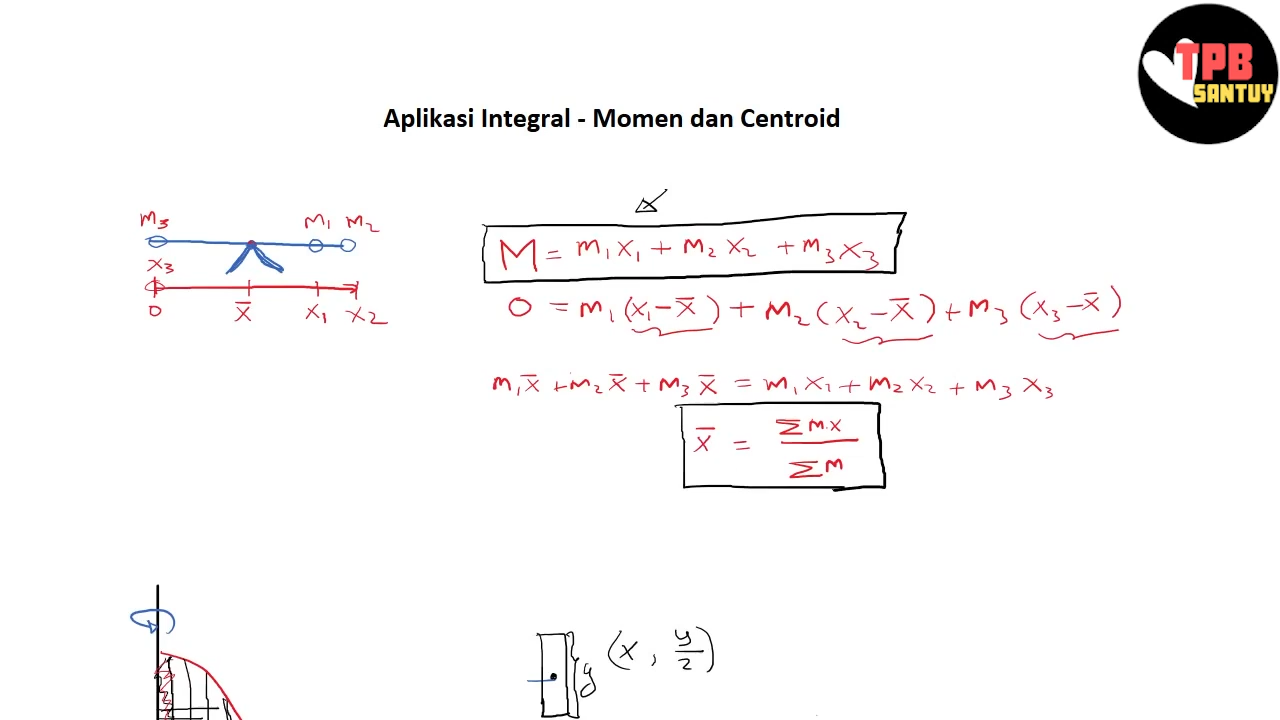 TPB
SANTUY
Aplikasi Integral - Momen dan Centroid
m₃ m₁ m₂
x₃
0 x̄ x₁ x₂
M = m₁x₁ + m₂x₂ + m₃x₃
0 = m₁(x₁-x̄) + m₂(x₂-x̄) + m₃(x₃-x̄)
m₁x̄ + m₂x̄ + m₃x̄ = m₁x₁ + m₂x₂ + m₃x₃
x̄ = Σm.x / Σm
y (x, y/2)